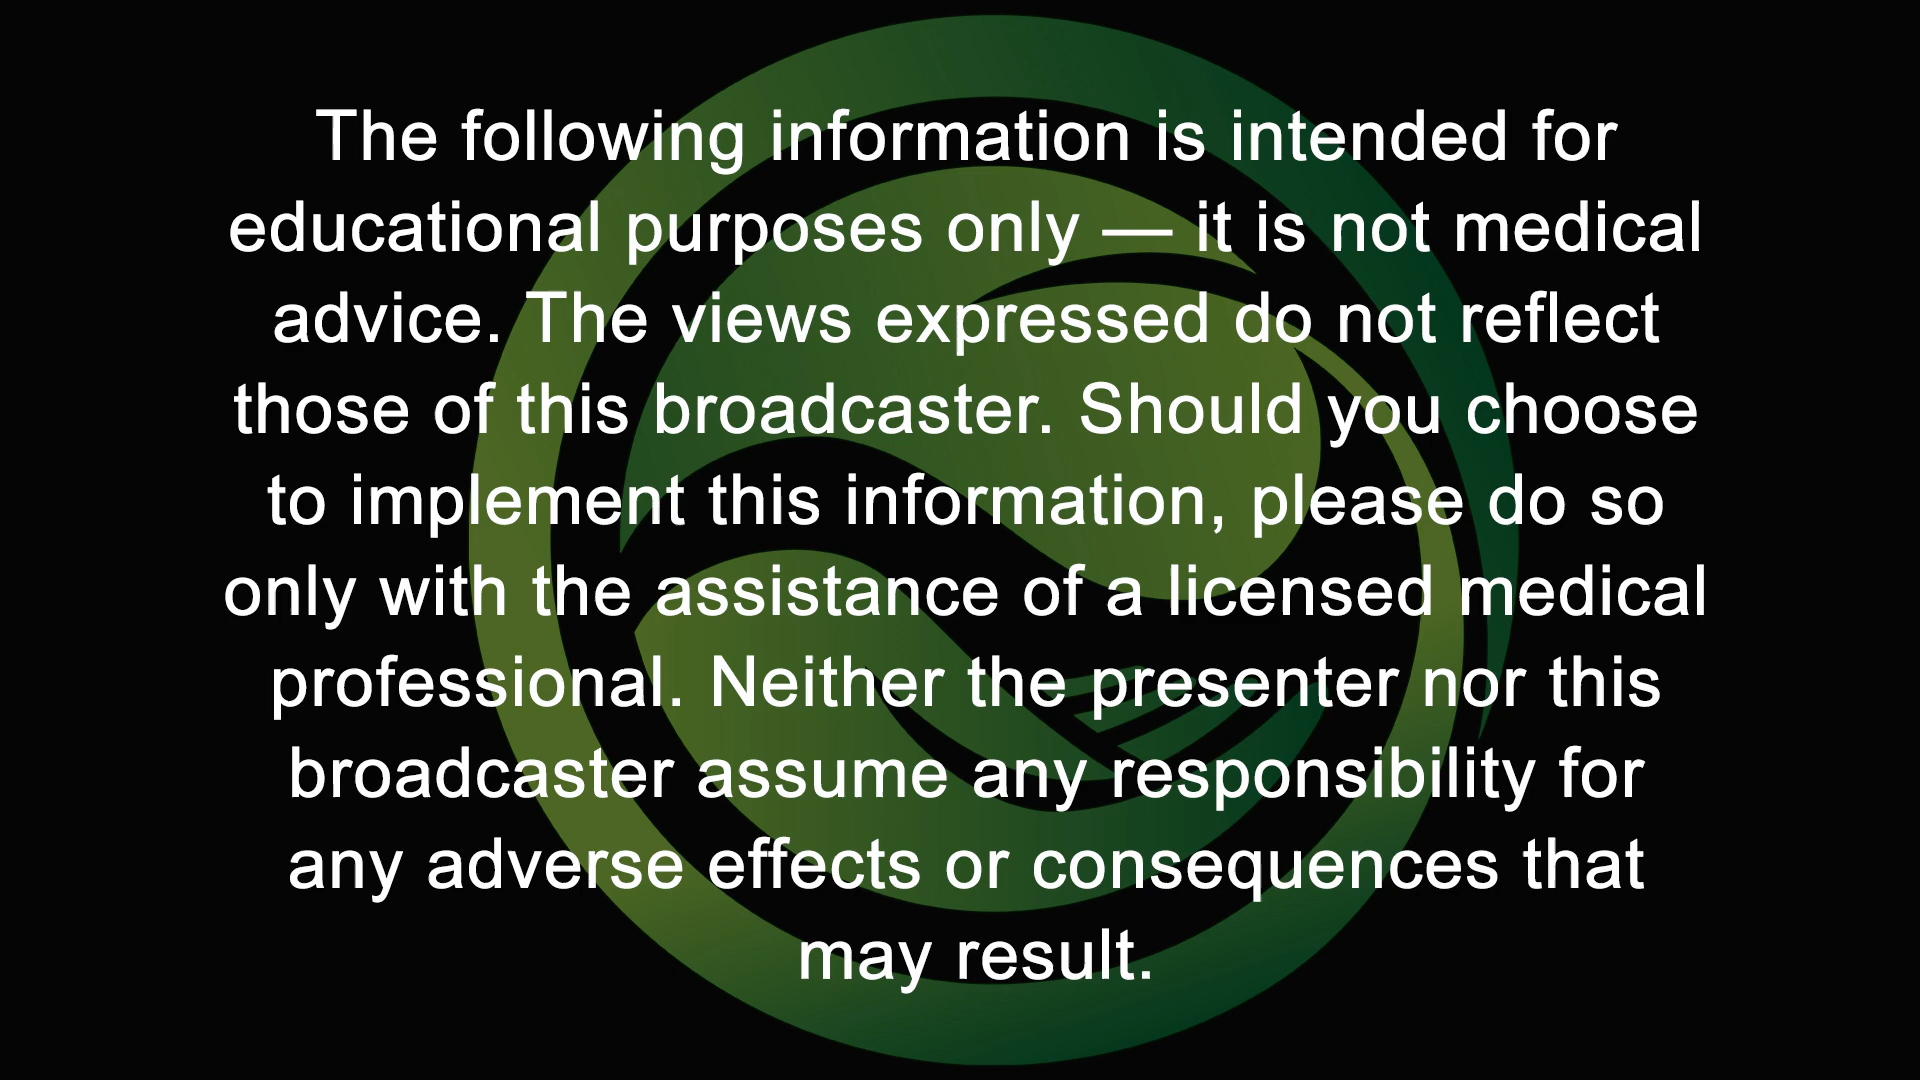 The following information is intended for
educational purposes only — it is not medical
advice. The views expressed do not reflect
those of this broadcaster. Should you choose
to implement this information, please do so
only with the assistance of a licensed medical
professional. Neither the presenter nor this
broadcaster assume any responsibility for
any adverse effects or consequences that
may result.